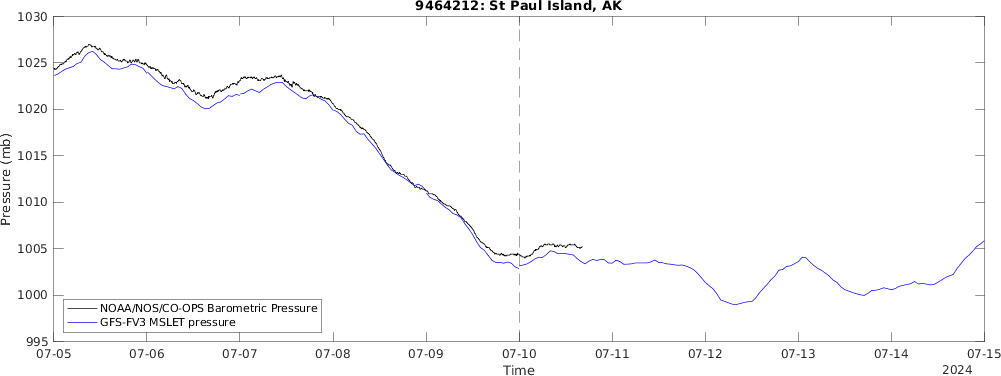 9464212: St Paul Island, AK
Pressure (mb)
1030
1025
1020
1015
1010
1005
1000
995
NOAA/NOS/CO-OPS Barometric Pressure
GFS-FV3 MSLET pressure
07-05 07-06 07-07 07-08 07-09 07-10 07-11 07-12 07-13 07-14 07-15
Time
2024